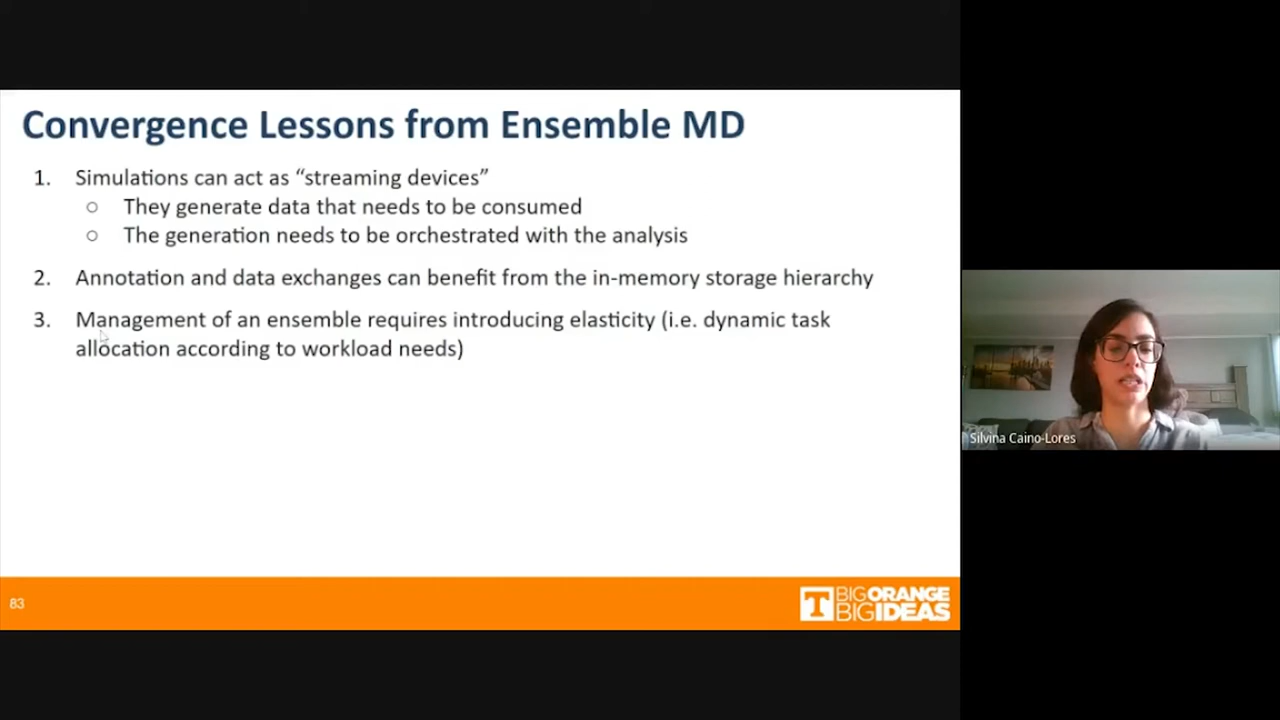 Convergence Lessons from Ensemble MD
1. Simulations can act as “streaming devices”
○ They generate data that needs to be consumed
○ The generation needs to be orchestrated with the analysis
2. Annotation and data exchanges can benefit from the in-memory storage hierarchy
3. Management of an ensemble requires introducing elasticity (i.e. dynamic task
allocation according to workload needs)
Silvina Caino-Lores
83
T BIG ORANGE
BIG IDEAS